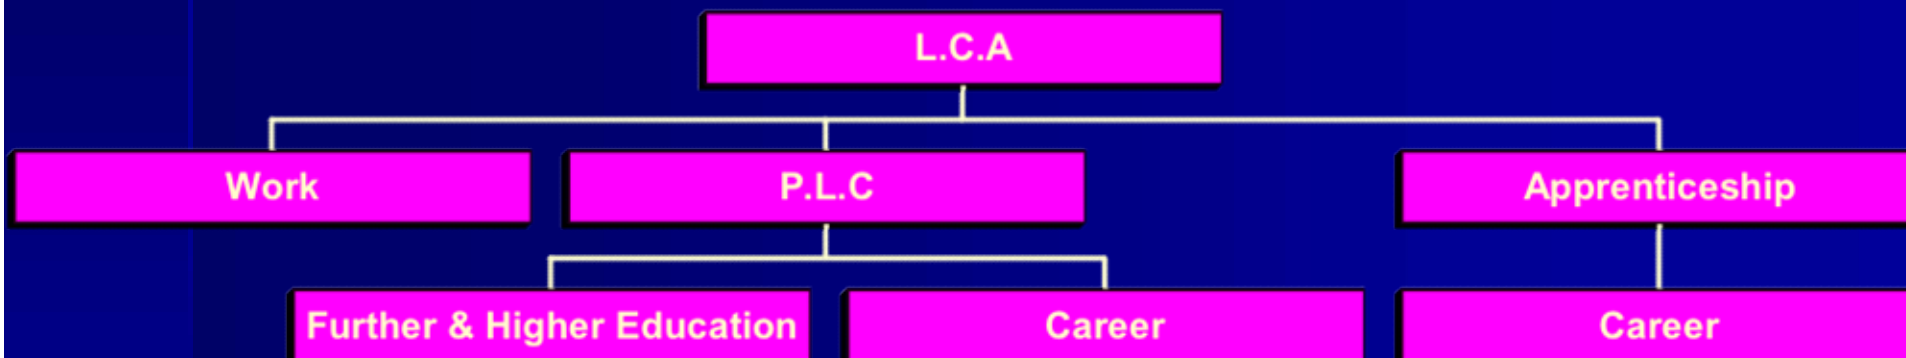 L.C.A
Work
P.L.C
Apprenticeship
Further & Higher Education
Career
Career